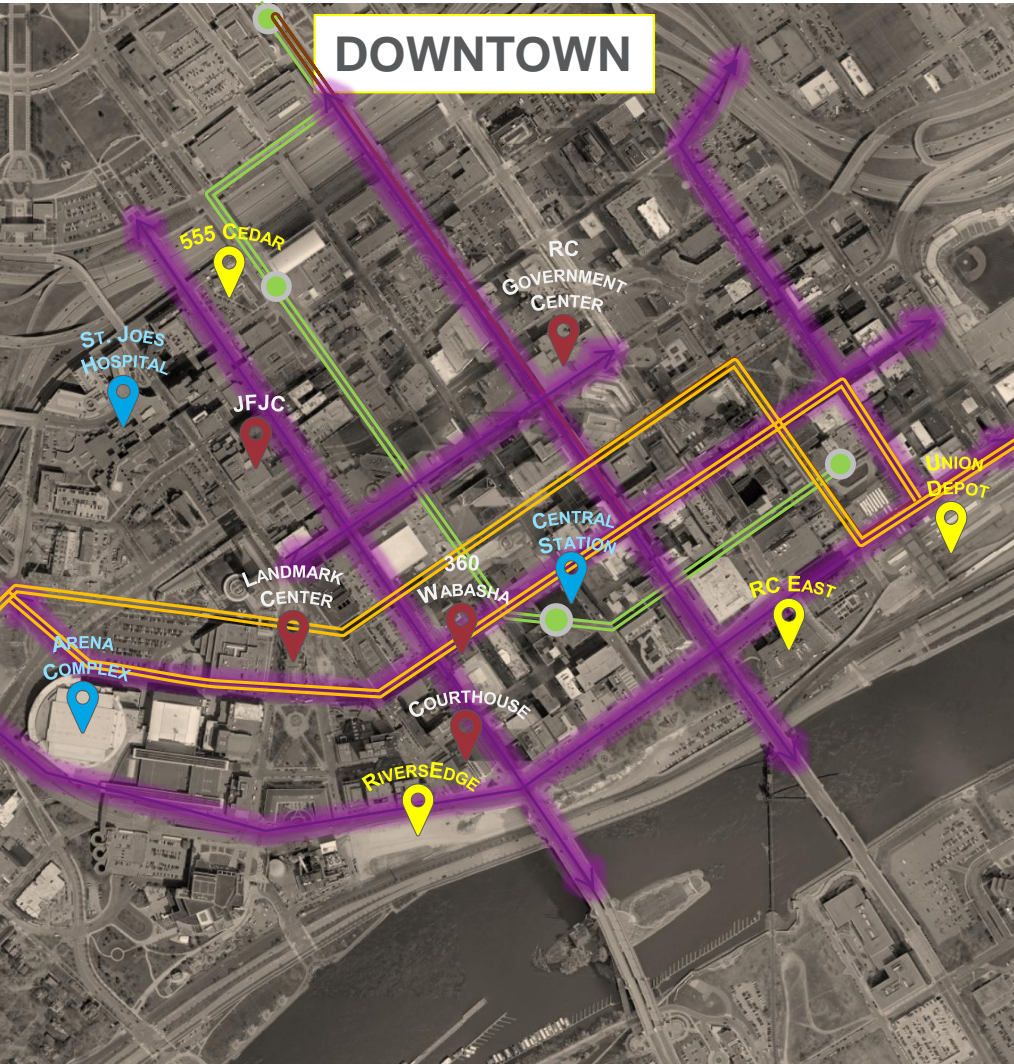 DOWNTOWN
555 CEDAR
RC
GOVERNMENT
CENTER
ST. JOES
HOSPITAL
JFJC
UNION
DEPOT
CENTRAL
STATION
360
WABASHA
LANDMARK
CENTER
RC EAST
ARENA
COMPLEX
COURTHOUSE
RIVERSEDGE